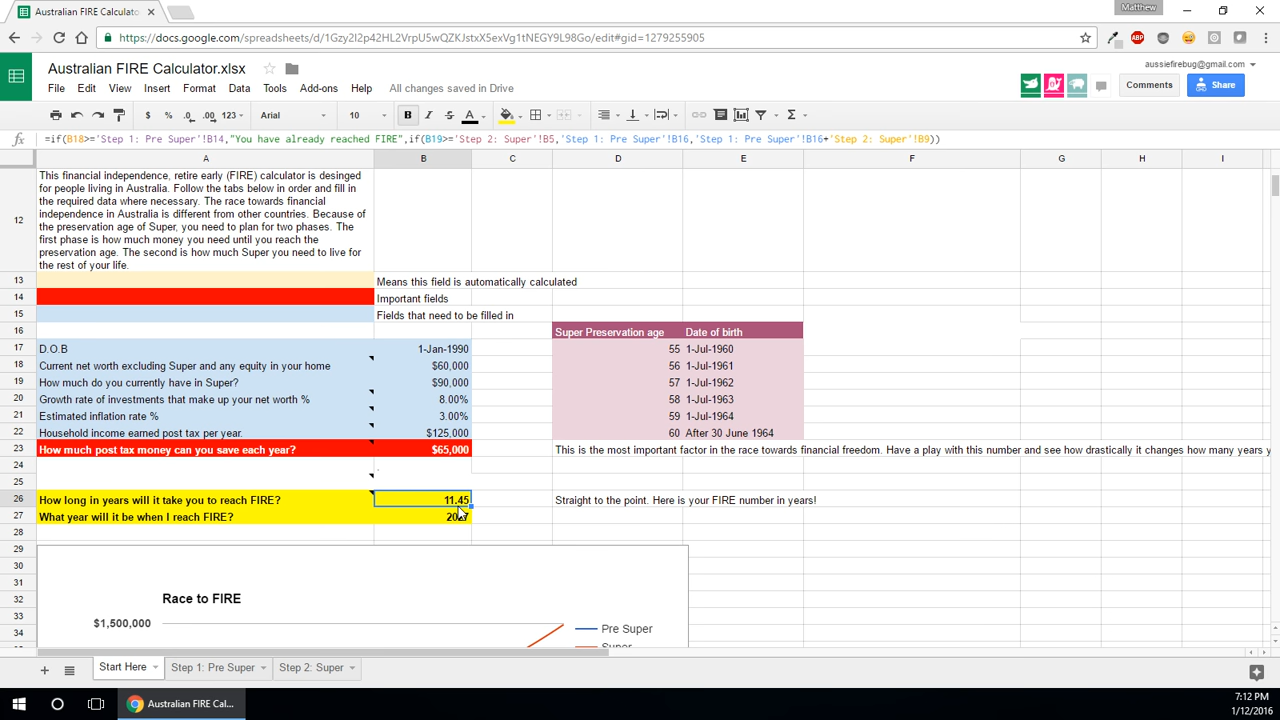 Matthew
Australian FIRE Calculato
https://docs.google.com/spreadsheets/d/1Gzy2I2p42HL2VrpU5wQZKJstxX5exVg1tNEGY9L98Go/edit#gid=1279255905
Australian FIRE Calculator.xlsx
aussiefirebug@gmail.com
File Edit View Insert Format Data Tools Add-ons Help All changes saved in Drive
Comments Share
$ % .0 .00 123 Arial 10 B I S A
fx =if(B18>='Step 1: Pre Super'!B14,"You have already reached FIRE",if(B19>='Step 2: Super'!B5,'Step 1: Pre Super'!B16,'Step 1: Pre Super'!B16+'Step 2: Super'!B9))
A B C D E F G H I
12 This financial independence, retire early (FIRE) calculator is desinged
for people living in Australia. Follow the tabs below in order and fill in
the required data where necessary. The race towards financial
independence in Australia is different from other countries. Because of
the preservation age of Super, you need to plan for two phases. The
first phase is how much money you need until you reach the
preservation age. The second is how much Super you need to live for
the rest of your life.
13 Means this field is automatically calculated
14 Important fields
15 Fields that need to be filled in
16 Super Preservation age Date of birth
17 D.O.B 1-Jan-1990 55 1-Jul-1960
18 Current net worth excluding Super and any equity in your home $60,000 56 1-Jul-1961
19 How much do you currently have in Super? $90,000 57 1-Jul-1962
20 Growth rate of investments that make up your net worth % 8.00% 58 1-Jul-1963
21 Estimated inflation rate % 3.00% 59 1-Jul-1964
22 Household income earned post tax per year. $125,000 60 After 30 June 1964
23 How much post tax money can you save each year? $65,000 This is the most important factor in the race towards financial freedom. Have a play with this number and see how drastically it changes how many years y
24
25
26 How long in years will it take you to reach FIRE? 11.45 Straight to the point. Here is your FIRE number in years!
27 What year will it be when I reach FIRE?
28
29
30
31
32 Race to FIRE
33 $1,500,000
34 Pre Super
Super
Start Here Step 1: Pre Super Step 2: Super
Australian FIRE Cal...
7:12 PM
1/12/2016